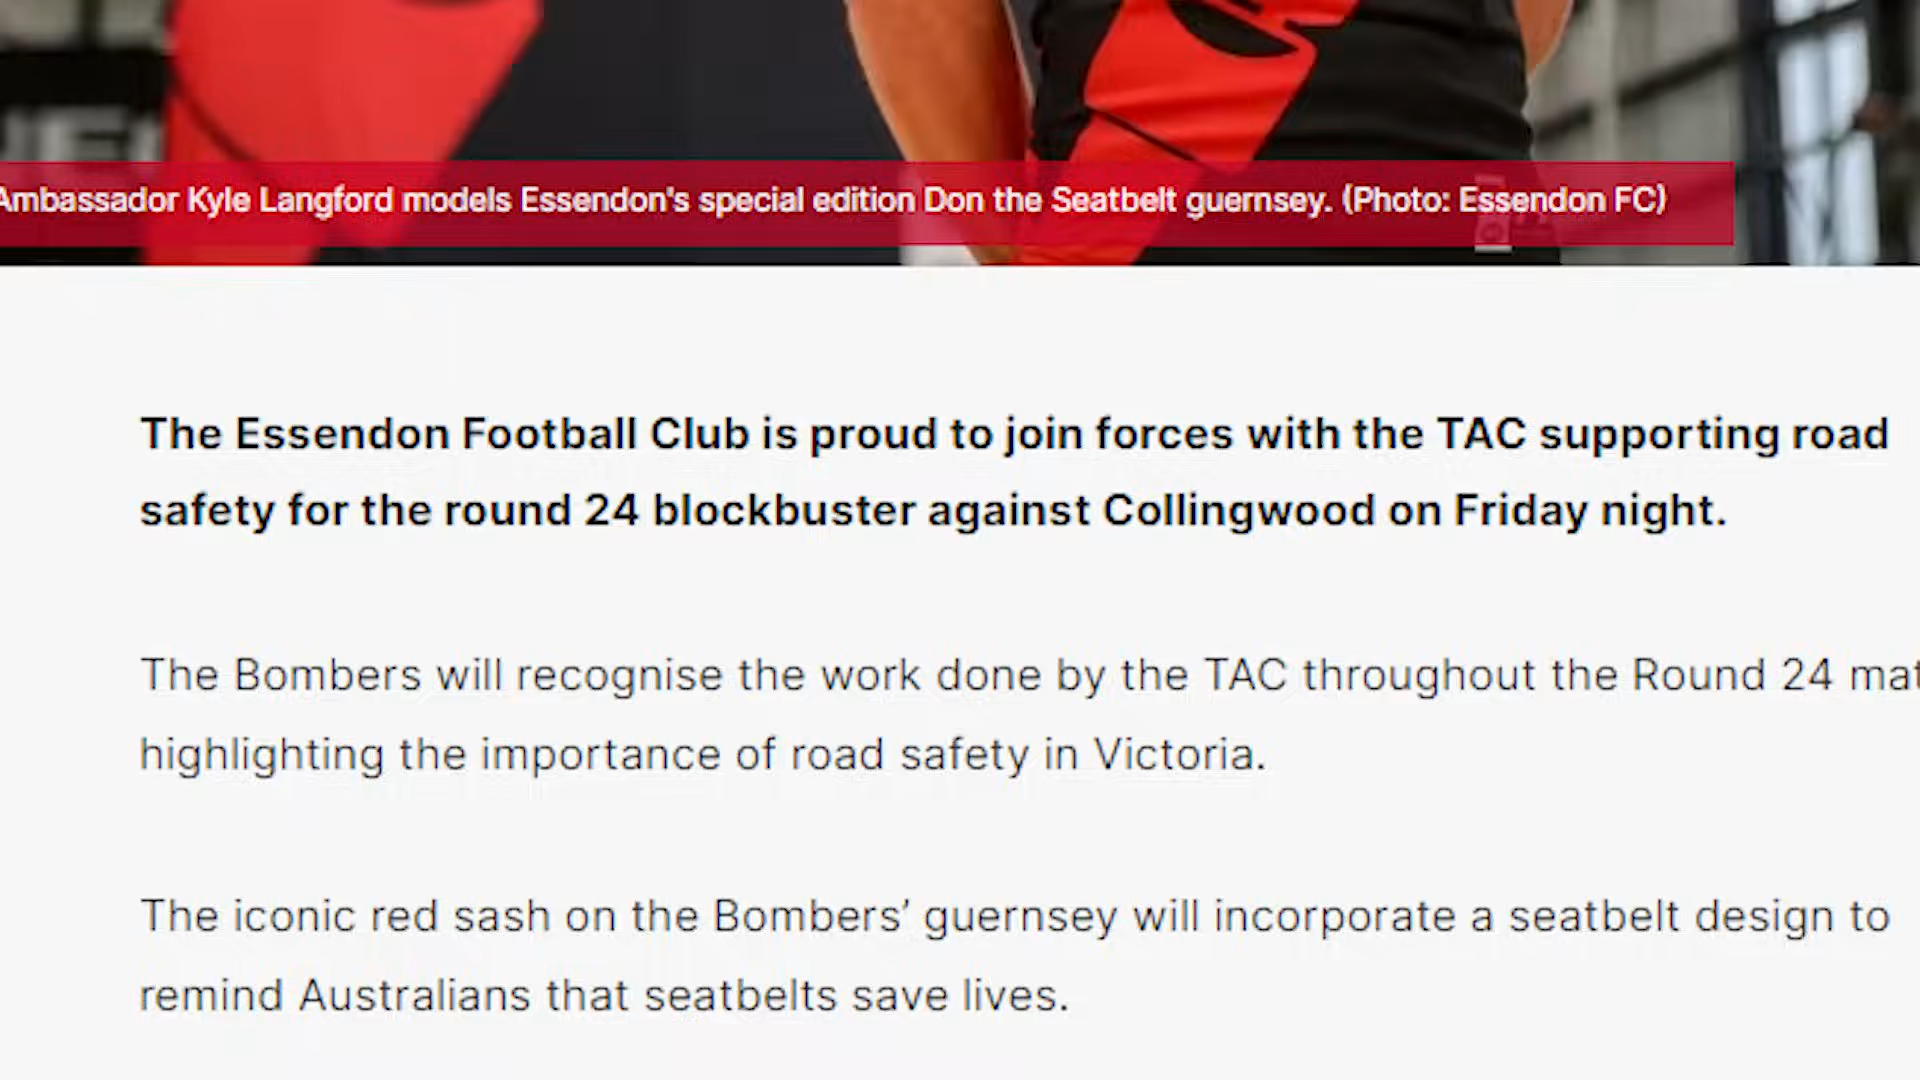 Ambassador Kyle Langford models Essendon's special edition Don the Seatbelt guernsey. (Photo: Essendon FC)
The Essendon Football Club is proud to join forces with the TAC supporting road
safety for the round 24 blockbuster against Collingwood on Friday night.
The Bombers will recognise the work done by the TAC throughout the Round 24
highlighting the importance of road safety in Victoria.
The iconic red sash on the Bombers’ guernsey will incorporate a seatbelt design to
remind Australians that seatbelts save lives.